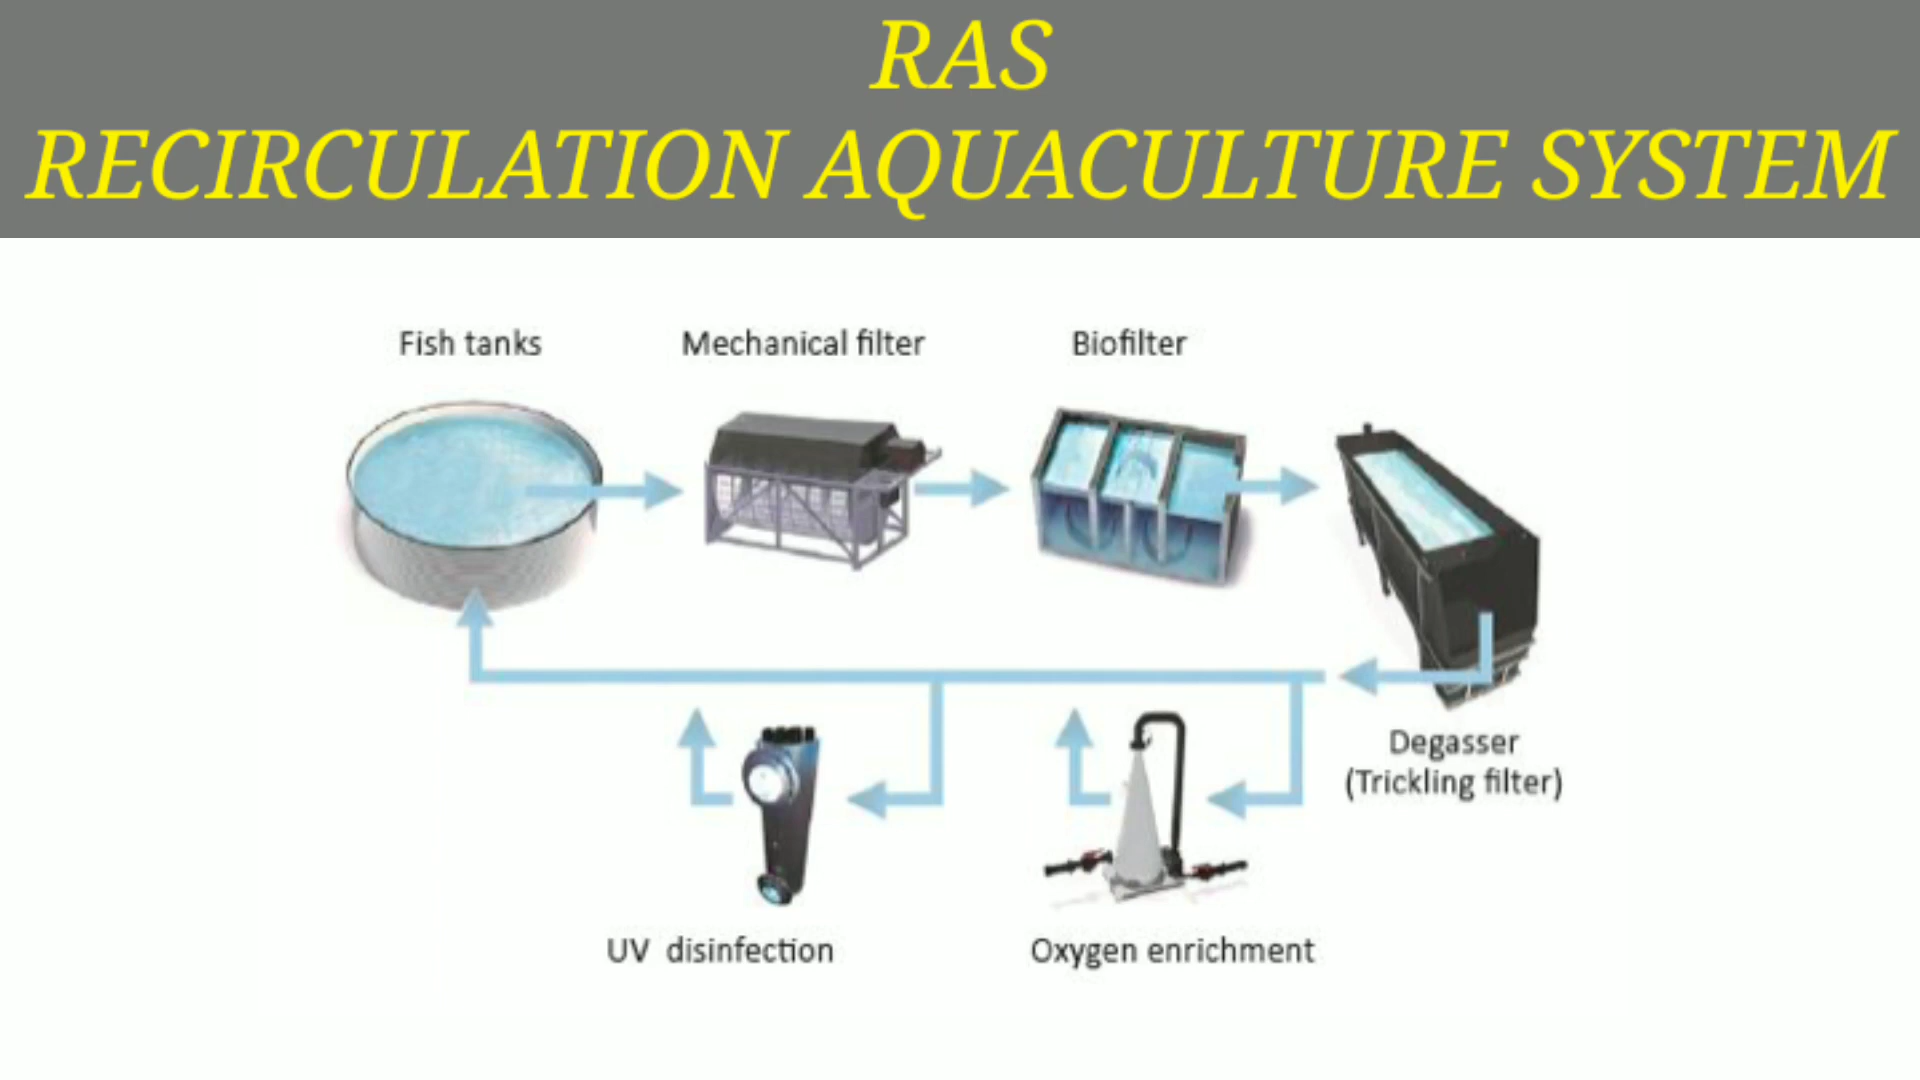 RAS
RECIRCULATION AQUACULTURE SYSTEM
Fish tanks
Mechanical filter
Biofilter
Degasser
(Trickling filter)
UV disinfection
Oxygen enrichment